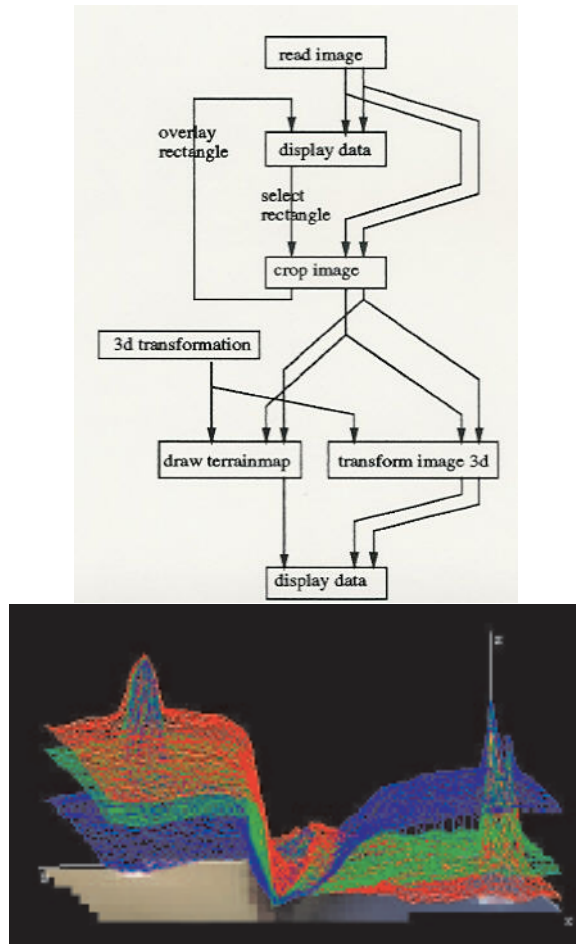 read image
overlay
rectangle
display data
select
rectangle
crop image
3d transformation
draw terrainmap
transform image 3d
display data